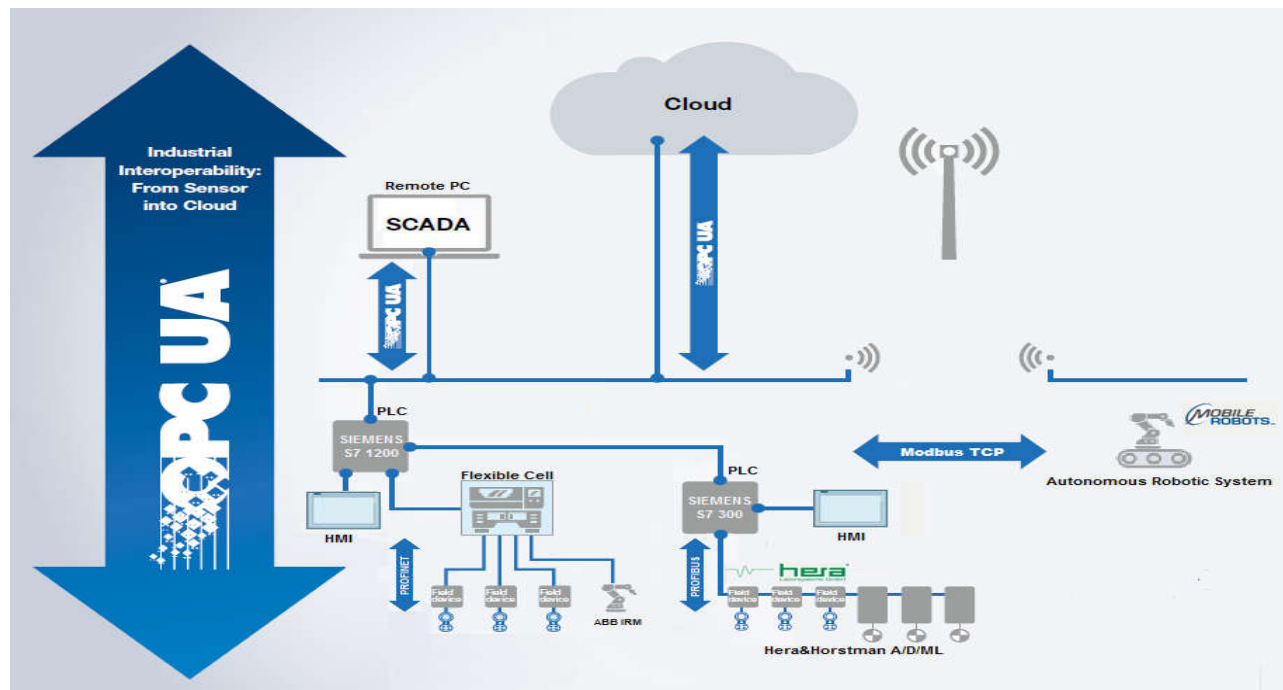 Industrial
Interoperability:
From Sensor
into Cloud
OPC UA
Cloud
Remote PC
SCADA
OPC UA
OPC UA
PLC
SIEMENS
S7 1200
HMI
Flexible Cell
PROFINET
Field
device
Field
device
Field
device
ABB IRM
PLC
SIEMENS
S7 300
HMI
PROFIBUS
hera
Laborsysteme GmbH
Field
device
Field
device
Field
device
Hera&Horstman A/D/ML
Modbus TCP
MOBILE
ROBOTS
Autonomous Robotic System